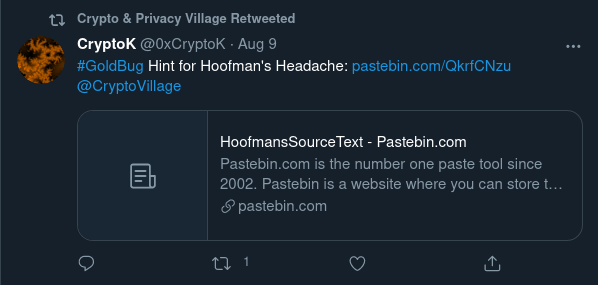 Crypto & Privacy Village Retweeted
CryptoK @0xCryptoK · Aug 9
#GoldBug Hint for Hoofman's Headache: pastebin.com/QkrfCNzu
@CryptoVillage
HoofmansSourceText - Pastebin.com
Pastebin.com is the number one paste tool since
2002. Pastebin is a website where you can store t…
pastebin.com
1